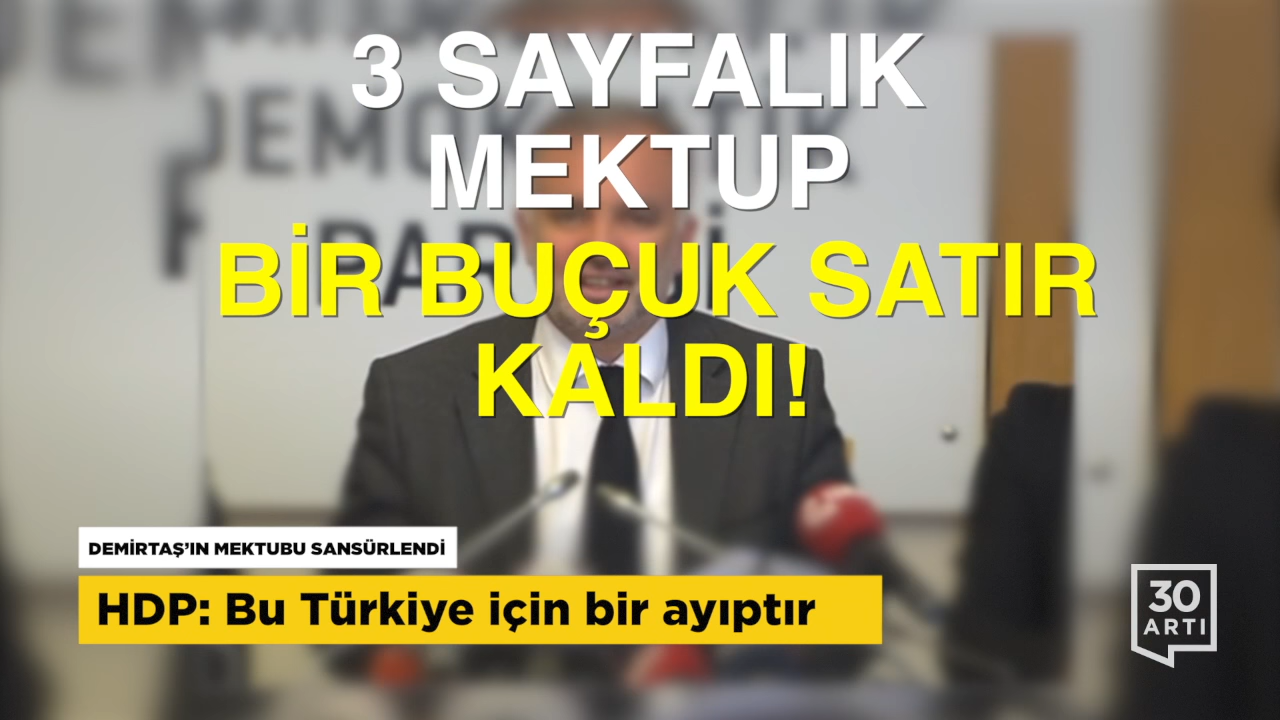 3 SAYFALIK
MEKTUP
BİR BUÇUK SATIR
KALDI!
DEMİRTAŞ'IN MEKTUBU SANSÜRLENDİ
HDP: Bu Türkiye için bir ayıptır
30
ARTI